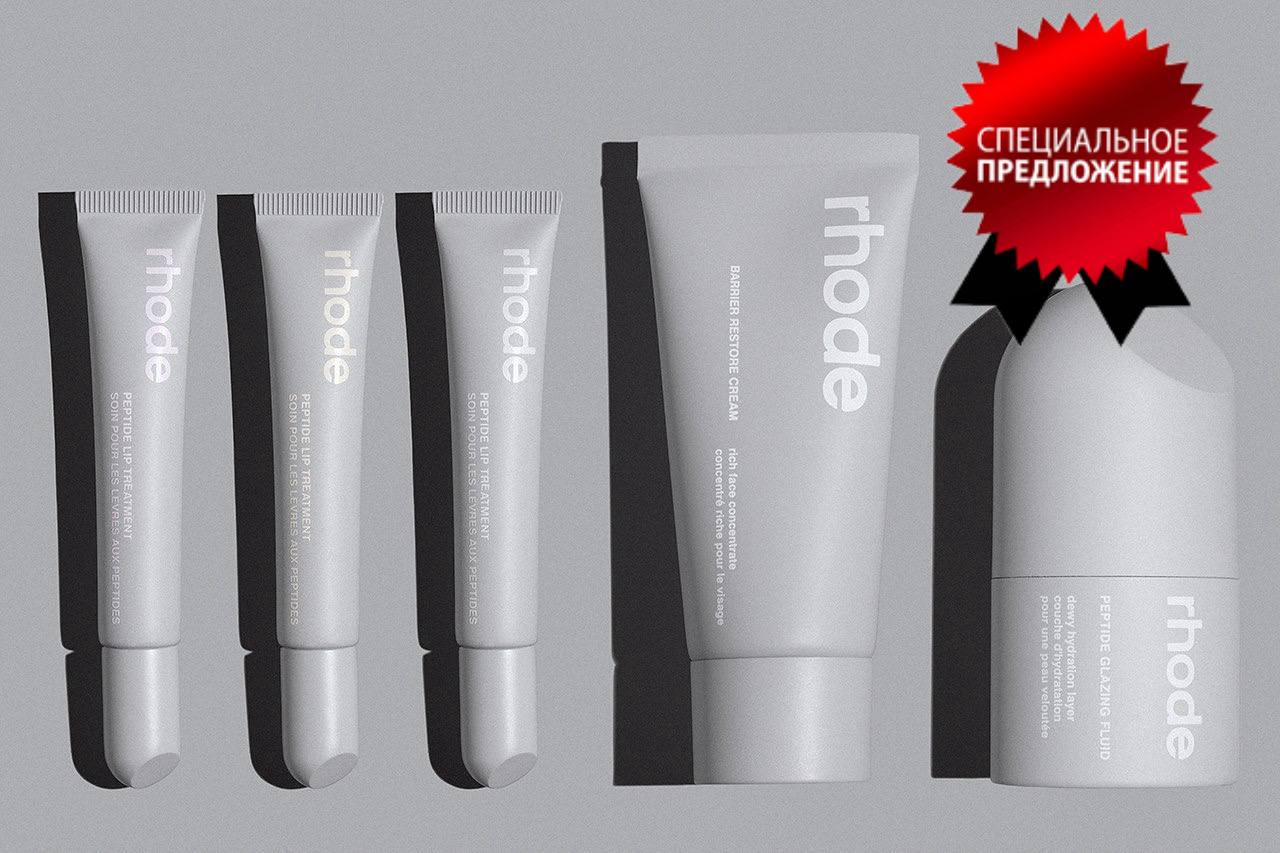 СПЕЦИАЛЬНОЕ
ПРЕДЛОЖЕНИЕ
rhode
PEPTIDE LIP TREATMENT
SOIN POUR LES LÈVRES AUX PEPTIDES
rhode
PEPTIDE LIP TREATMENT
SOIN POUR LES LÈVRES AUX PEPTIDES
rhode
PEPTIDE LIP TREATMENT
SOIN POUR LES LÈVRES AUX PEPTIDES
rhode
BARRIER RESTORE CREAM
rich face concentrate
concentré riche pour le visage
rhode
PEPTIDE GLAZING FLUID
dewy hydration layer
couche d'hydratation
pour une peau veloutée